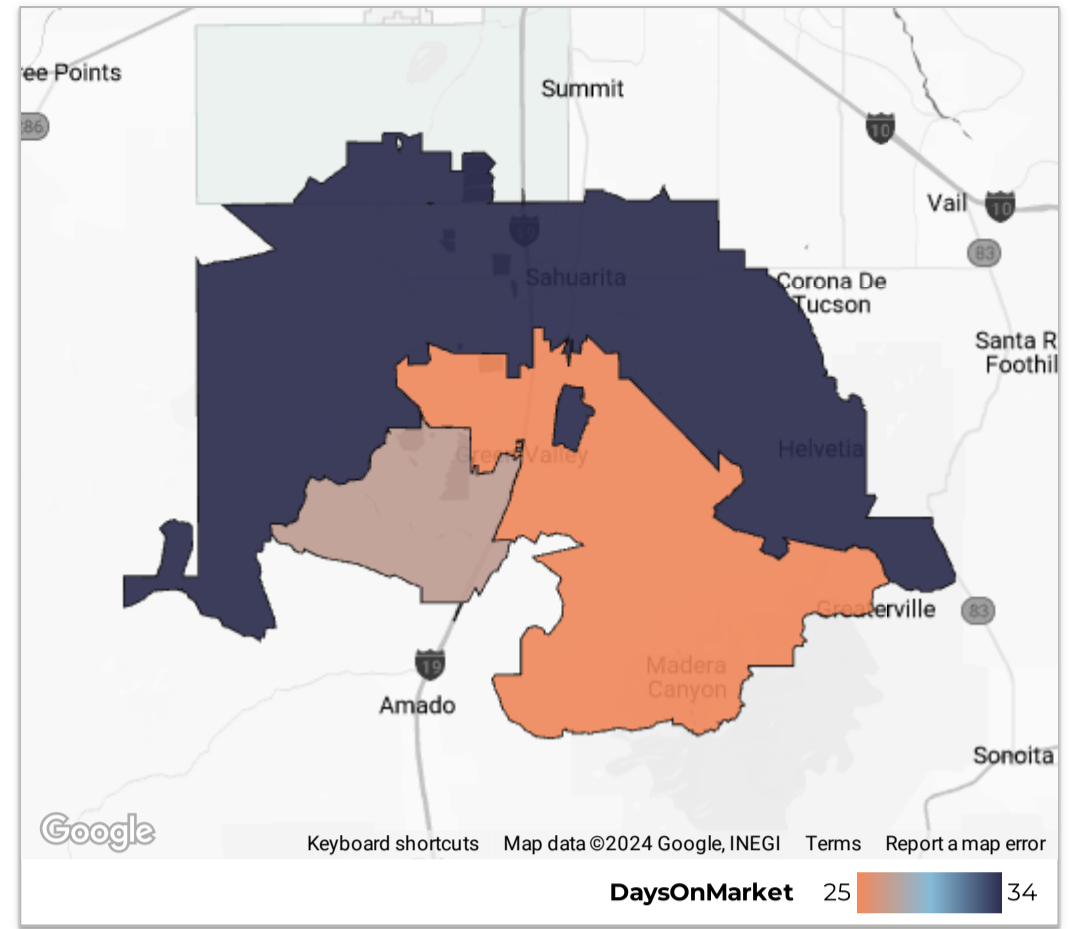 ree Points
Summit
86
10
Vail
10
83
19
Sahuarita
Corona De
Tucson
Santa R
Foothil
Helvetia
Green Valley
Greaterville
83
Madera
Canyon
19
Amado
Sonoita
Google
Keyboard shortcuts
Map data ©2024 Google, INEGI
Terms
Report a map error
DaysOnMarket
25
34